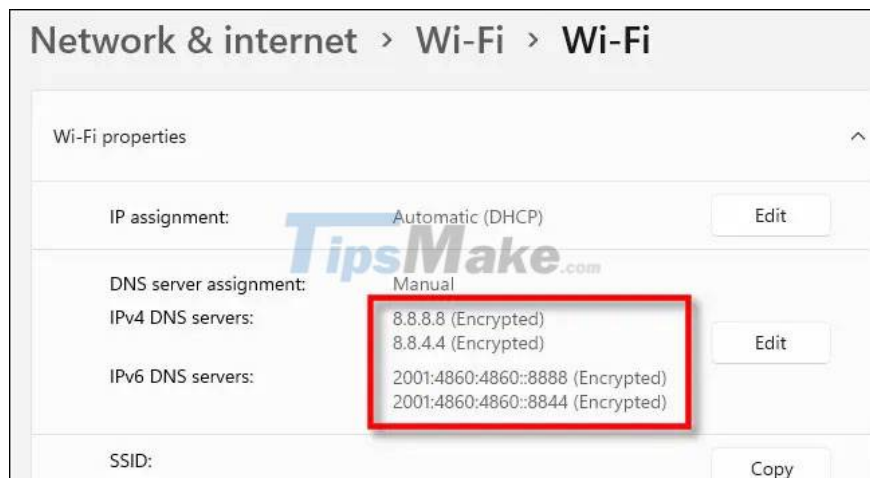 Network & internet > Wi-Fi > Wi-Fi
Wi-Fi properties
IP assignment: Automatic (DHCP) Edit
TipsMake.com
DNS server assignment: Manual
IPv4 DNS servers: 8.8.8.8 (Encrypted)
8.8.4.4 (Encrypted) Edit
IPv6 DNS servers: 2001:4860:4860::8888 (Encrypted)
2001:4860:4860::8844 (Encrypted)
SSID: Copy